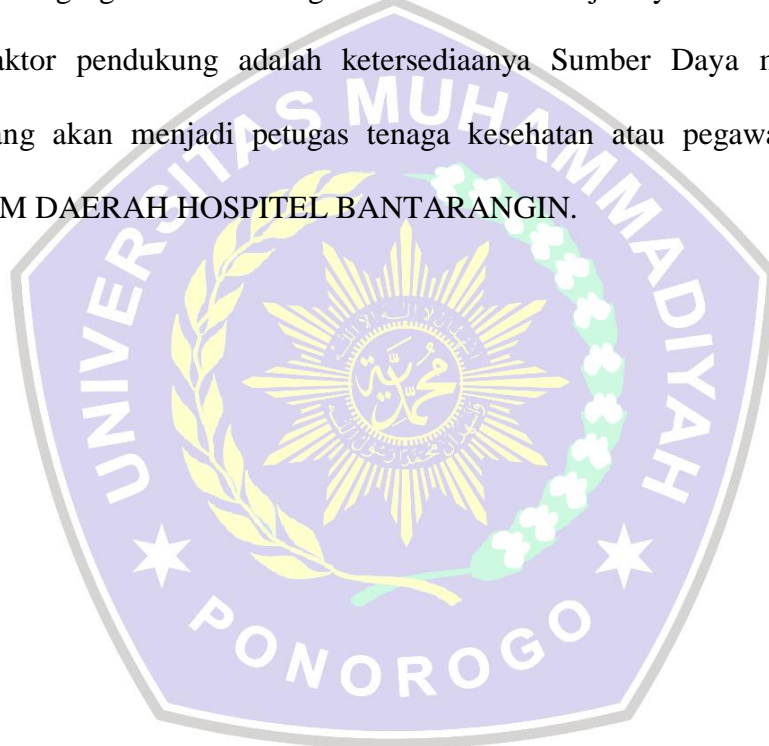 aktor pendukung adalah ketersediaanya Sumber Daya
ang akan menjadi petugas tenaga kesehatan atau pegawa
M DAERAH HOSPITEL BANTARANGIN.
UNIVERSITAS MUHAMMADIYAH
PONOROGO
محمدية